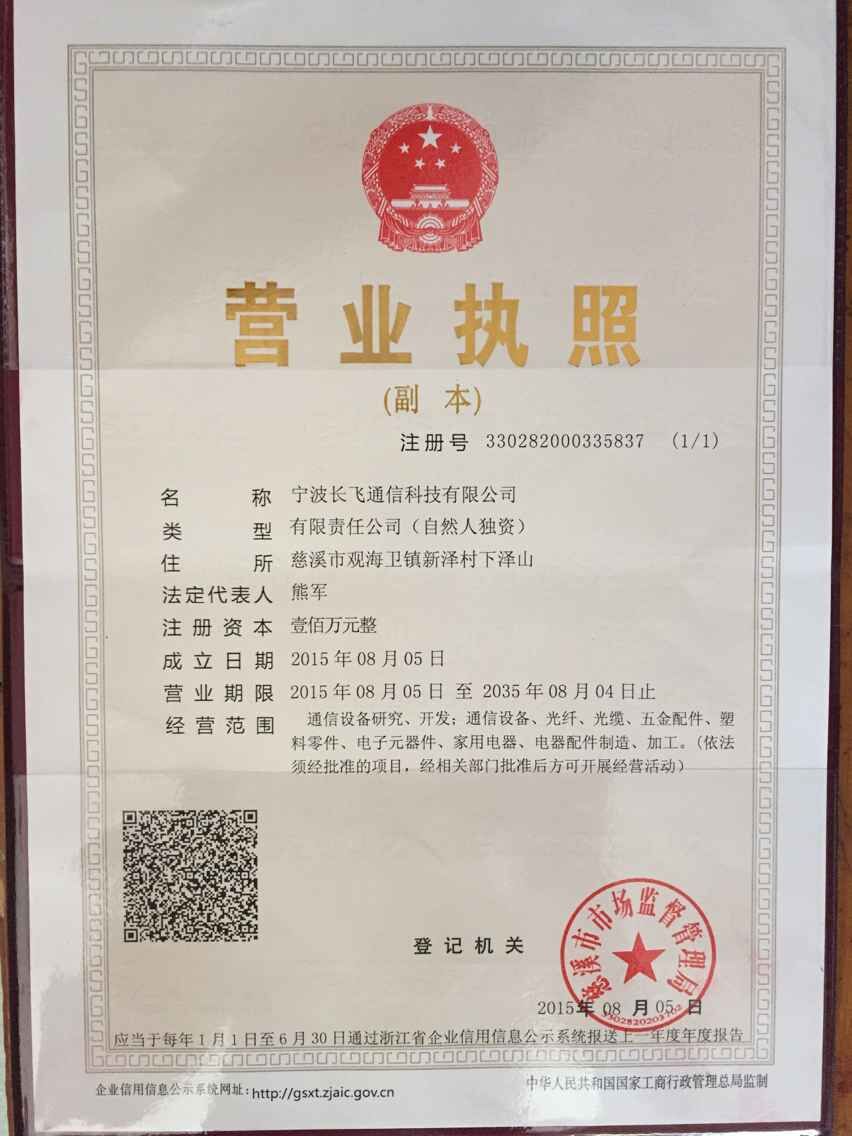 营业执照
(副 本)
注册号 330282000335837 (1/1)
名称 宁波长飞通信科技有限公司
类型 有限责任公司（自然人独资）
住所 慈溪市观海卫镇新泽村下泽山
法定代表人 熊军
注册资本 壹佰万元整
成立日期 2015年08月05日
营业期限 2015年08月05日 至 2035年08月04日止
经营范围 通信设备研究、开发；通信设备、光纤、光缆、五金配件、塑
料零件、电子元器件、家用电器、电器配件制造、加工。(依法
须经批准的项目，经相关部门批准后方可开展经营活动)
慈溪市市场监督管理局
登记机关
2015年08月05日
应当于每年1月1日至6月30日通过浙江省企业信用信息公示系统报送上一年度年度报告
企业信用信息公示系统网址：http://gsxt.zjaic.gov.cn
中华人民共和国国家工商行政管理总局监制